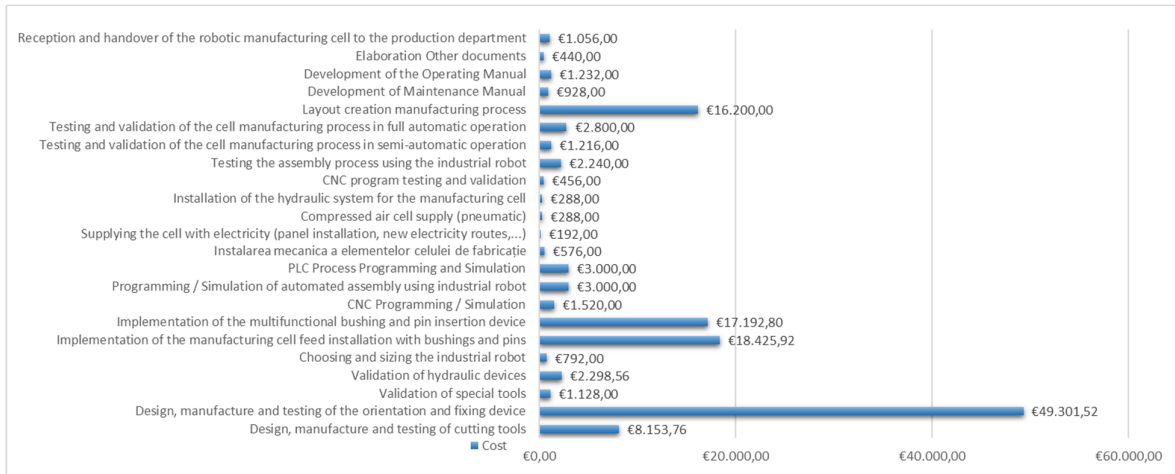 Reception and handover of the robotic manufacturing cell to the production department €1.056,00
Elaboration Other documents €440,00
Development of the Operating Manual €1.232,00
Development of Maintenance Manual €928,00
Layout creation manufacturing process €16.200,00
Testing and validation of the cell manufacturing process in full automatic operation €2.800,00
Testing and validation of the cell manufacturing process in semi-automatic operation €1.216,00
Testing the assembly process using the industrial robot €2.240,00
CNC program testing and validation €456,00
Installation of the hydraulic system for the manufacturing cell €288,00
Compressed air cell supply (pneumatic) €288,00
Supplying the cell with electricity (panel installation, new electricity routes,...) €192,00
Instalarea mecanica a elementelor celulei de fabricație €576,00
PLC Process Programming and Simulation €3.000,00
Programming / Simulation of automated assembly using industrial robot €3.000,00
CNC Programming / Simulation €1.520,00
Implementation of the multifunctional bushing and pin insertion device €17.192,80
Implementation of the manufacturing cell feed installation with bushings and pins €18.425,92
Choosing and sizing the industrial robot €792,00
Validation of hydraulic devices €2.298,56
Validation of special tools €1.128,00
Design, manufacture and testing of the orientation and fixing device €49.301,52
Design, manufacture and testing of cutting tools €8.153,76
Cost
€0,00 €20.000,00 €40.000,00 €60.000,00